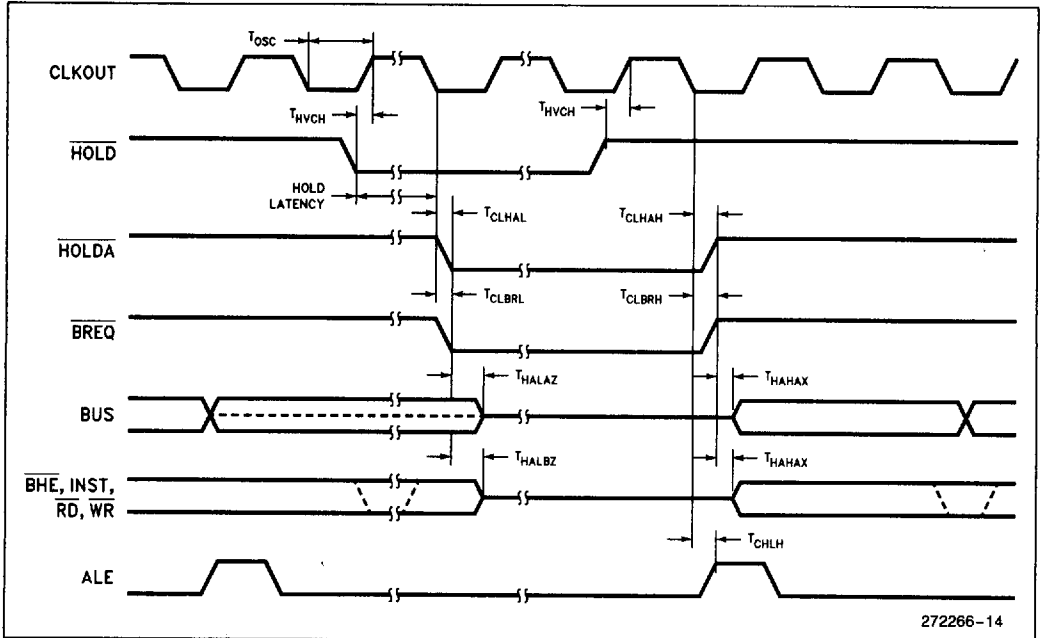 T_OSC
CLKOUT
T_HVCH
T_HVCH
HOLD
HOLD
LATENCY
T_CLHAL
T_CLHAH
HOLDA
T_CLBRL
T_CLBRH
BREQ
T_HALAZ
T_HAHAX
BUS
T_HALBZ
T_HAHAX
BHE, INST,
RD, WR
T_CHLH
ALE
272266-14